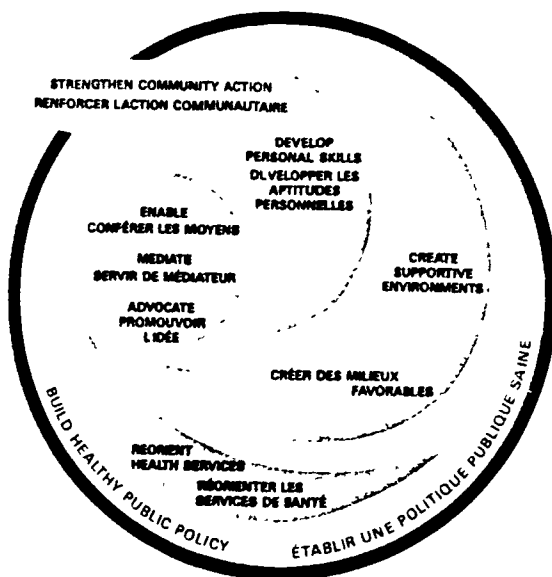 STRENGTHEN COMMUNITY ACTION
RENFORCER LACTION COMMUNAUTAIRE
DEVELOP
PERSONAL SKILLS
DLVELOPPER LES
APTITUDES
PERSONNELLES
ENABLE
CONFÉRER LES MOYENS
MEDIATE
SERVIR DE MÉDIATEUR
ADVOCATE
PROMOUVOIR
L IDÉE
CREATE
SUPPORTIVE
ENVIRONMENTS
CRÉER DES MILIEUX
FAVORABLES
REORIENT
HEALTH SERVICES
RÉORIENTER LES
SERVICES DE SANTÉ
BUILD HEALTHY PUBLIC POLICY
ÉTABLIR UNE POLITIQUE PUBLIQUE SAINE